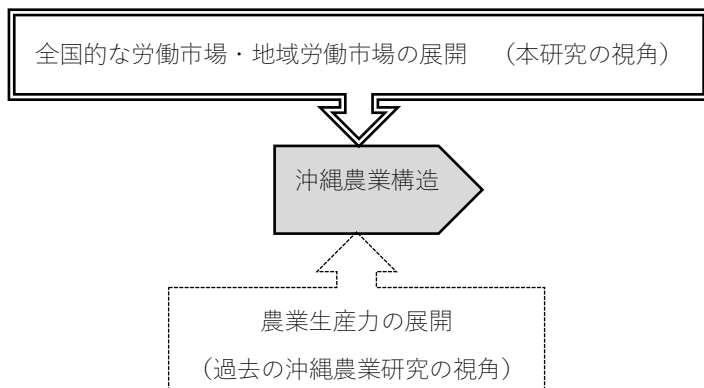 全国的な労働市場・地域労働市場の展開　（本研究の視角）
沖縄農業構造
農業生産力の展開
（過去の沖縄農業研究の視角）